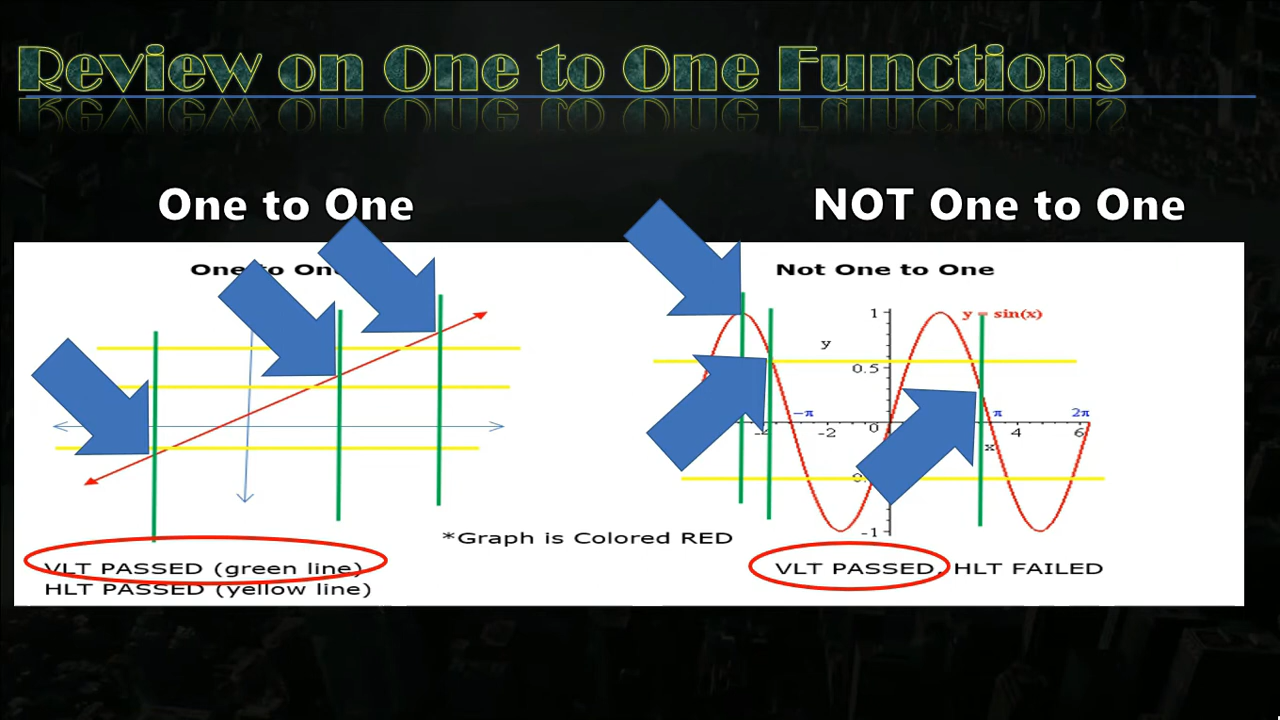 Review on One to One Functions
One to One
NOT One to One
One to One
Not One to One
1
y = sin(x)
y
0.5
-π
π
2π
-4
-2
0
4
6
x
-1
*Graph is Colored RED
VLT PASSED (green line)
HLT PASSED (yellow line)
VLT PASSED, HLT FAILED